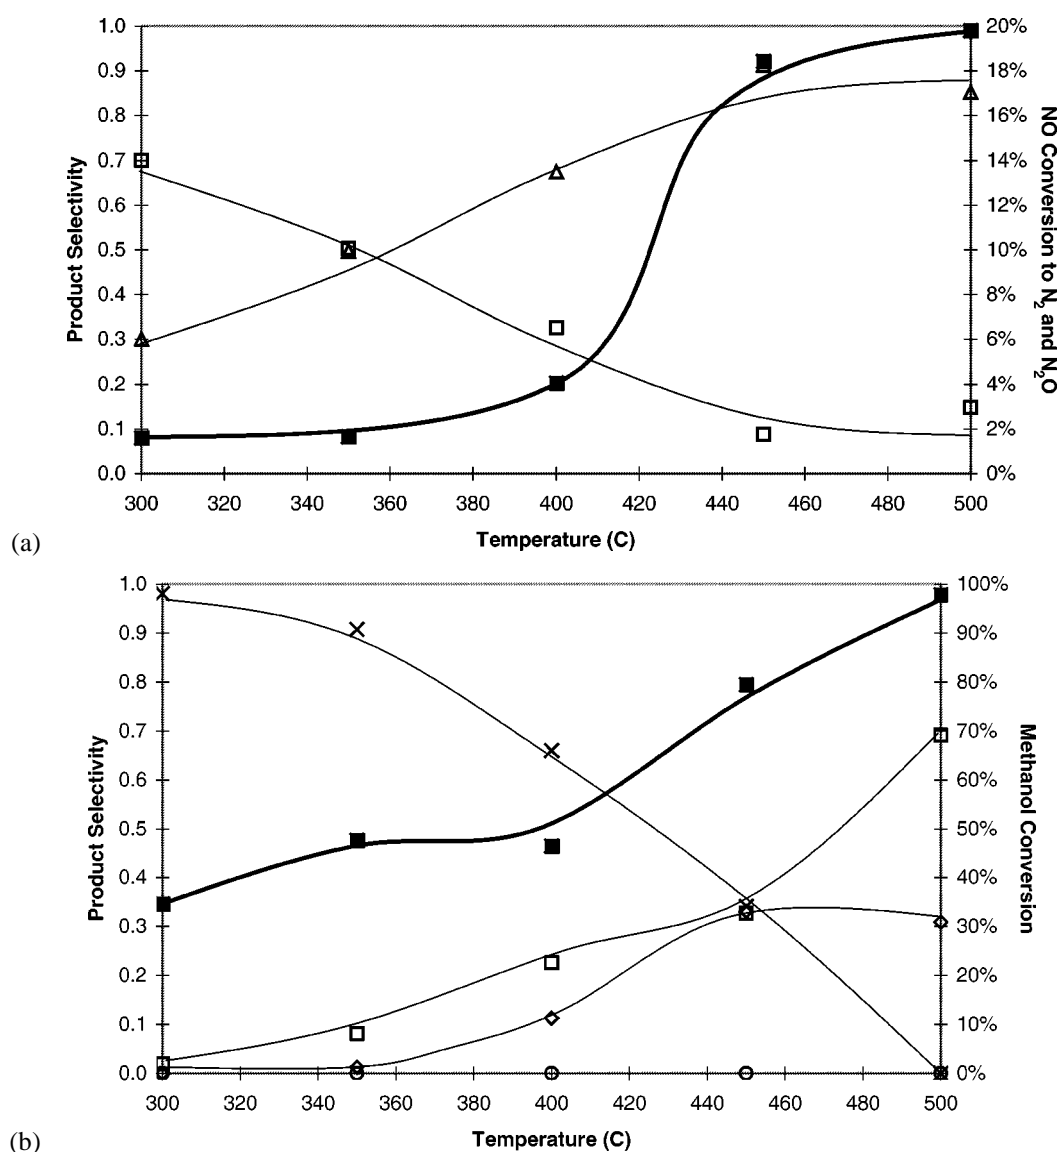 1.0 20%
0.9 18%
0.8 16%
0.7 14%
0.6 12%
0.5 10%
0.4 8%
0.3 6%
0.2 4%
0.1 2%
0.0 0%
Product Selectivity
NO Conversion to N2 and N2O
300 320 340 360 380 400 420 440 460 480 500
Temperature (C)
(a)
1.0 100%
0.9 90%
0.8 80%
0.7 70%
0.6 60%
0.5 50%
0.4 40%
0.3 30%
0.2 20%
0.1 10%
0.0 0%
Product Selectivity
Methanol Conversion
300 320 340 360 380 400 420 440 460 480 500
Temperature (C)
(b)